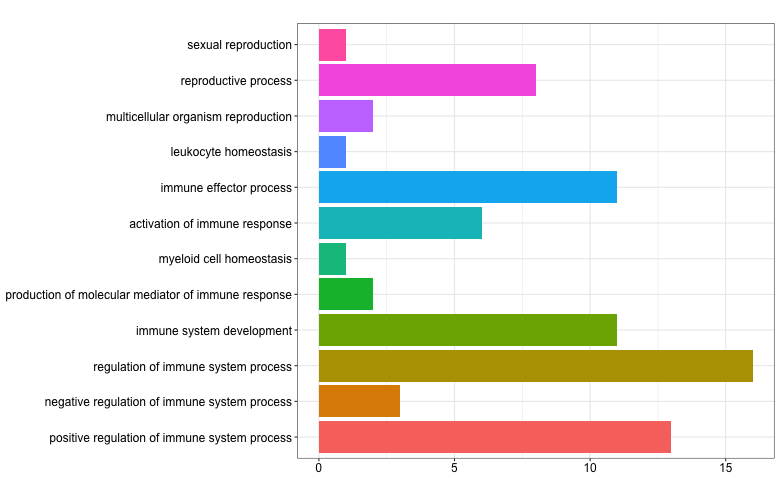 sexual reproduction
reproductive process
multicellular organism reproduction
leukocyte homeostasis
immune effector process
activation of immune response
myeloid cell homeostasis
production of molecular mediator of immune response
immune system development
regulation of immune system process
negative regulation of immune system process
positive regulation of immune system process
0 5 10 15